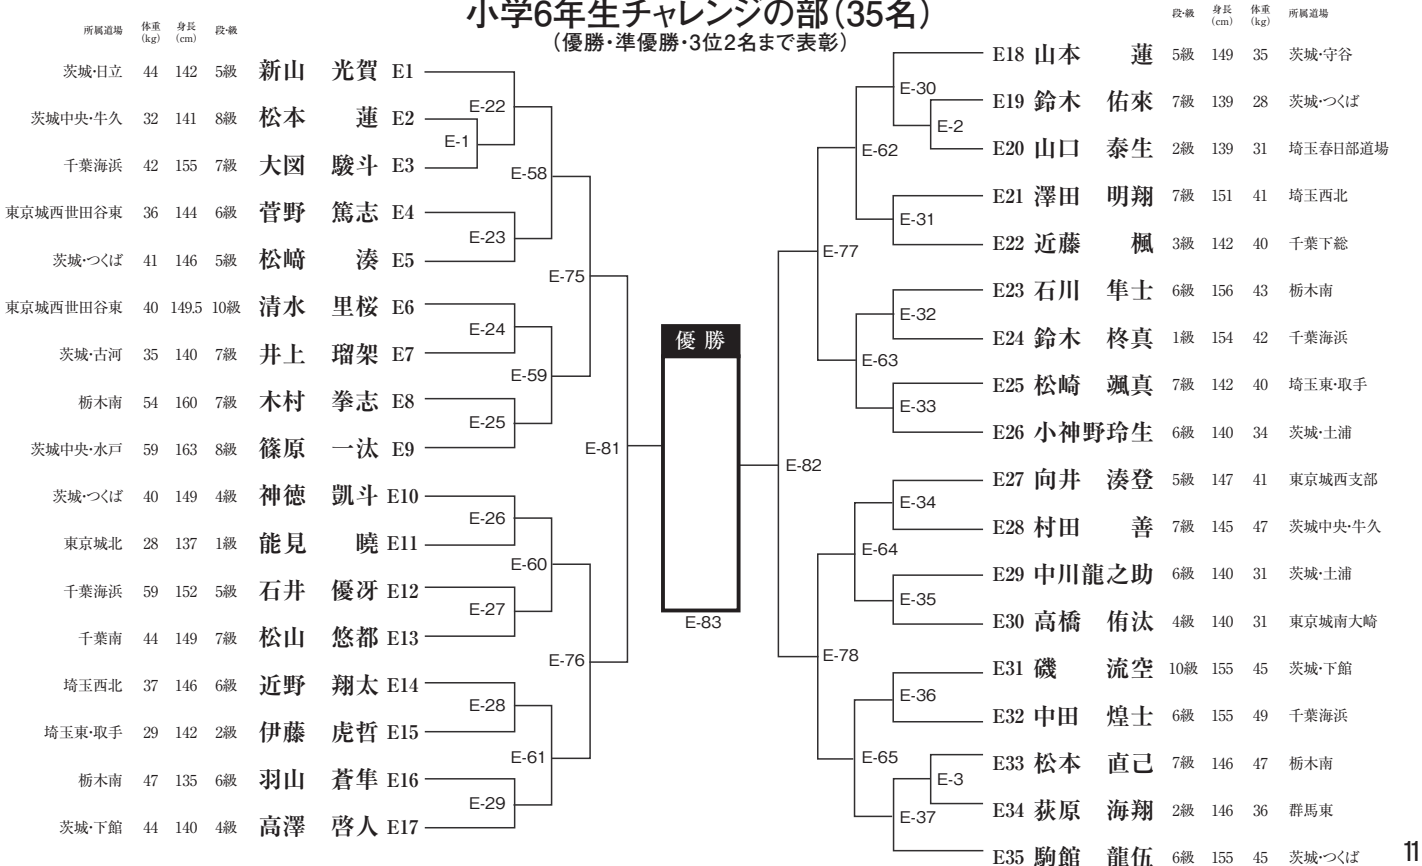 小学6年生チャレンジの部(35名)
(優勝・準優勝・3位2名まで表彰)
所属道場 体重(kg) 身長(cm) 段・級
茨城・日立 44 142 5級 新山 光賀 E1
茨城中央・牛久 32 141 8級 松本 蓮 E2
千葉海浜 42 155 7級 大図 駿斗 E3
東京城西世田谷東 36 144 6級 菅野 篤志 E4
茨城・つくば 41 146 5級 松﨑 湊 E5
東京城西世田谷東 40 149.5 10級 清水 里桜 E6
茨城・古河 35 140 7級 井上 瑠架 E7
栃木南 54 160 7級 木村 拳志 E8
茨城中央・水戸 59 163 8級 篠原 一汰 E9
茨城・つくば 40 149 4級 神徳 凱斗 E10
東京城北 28 137 1級 能見 曉 E11
千葉海浜 59 152 5級 石井 優冴 E12
千葉南 44 149 7級 松山 悠都 E13
埼玉西北 37 146 6級 近野 翔太 E14
埼玉東・取手 29 142 2級 伊藤 虎哲 E15
栃木南 47 135 6級 羽山 蒼隼 E16
茨城・下館 44 140 4級 高澤 啓人 E17
E-1
E-22
E-23
E-24
E-25
E-26
E-27
E-28
E-29
E-58
E-59
E-60
E-61
E-75
E-76
E-81
優勝
E-83
段・級 身長(cm) 体重(kg) 所属道場
E18 山本 蓮 5級 149 35 茨城・守谷
E19 鈴木 佑來 7級 139 28 茨城・つくば
E20 山口 泰生 2級 139 31 埼玉春日部道場
E21 澤田 明翔 7級 151 41 埼玉西北
E22 近藤 楓 3級 142 40 千葉下総
E23 石川 隼士 6級 156 43 栃木南
E24 鈴木 柊真 1級 154 42 千葉海浜
E25 松崎 颯真 7級 142 40 埼玉東・取手
E26 小神野玲生 6級 140 34 茨城・土浦
E27 向井 湊登 5級 147 41 東京城西支部
E28 村田 善 7級 145 47 茨城中央・牛久
E29 中川龍之助 6級 140 31 茨城・土浦
E30 高橋 侑汰 4級 140 31 東京城南大崎
E31 磯 流空 10級 155 45 茨城・下館
E32 中田 煌士 6級 155 49 千葉海浜
E33 松本 直己 7級 146 47 栃木南
E34 荻原 海翔 2級 146 36 群馬東
E35 駒館 龍伍 6級 155 45 茨城・つくば
E-30
E-2
E-62
E-31
E-77
E-32
E-63
E-33
E-82
E-34
E-64
E-35
E-78
E-36
E-65
E-3
E-37
11